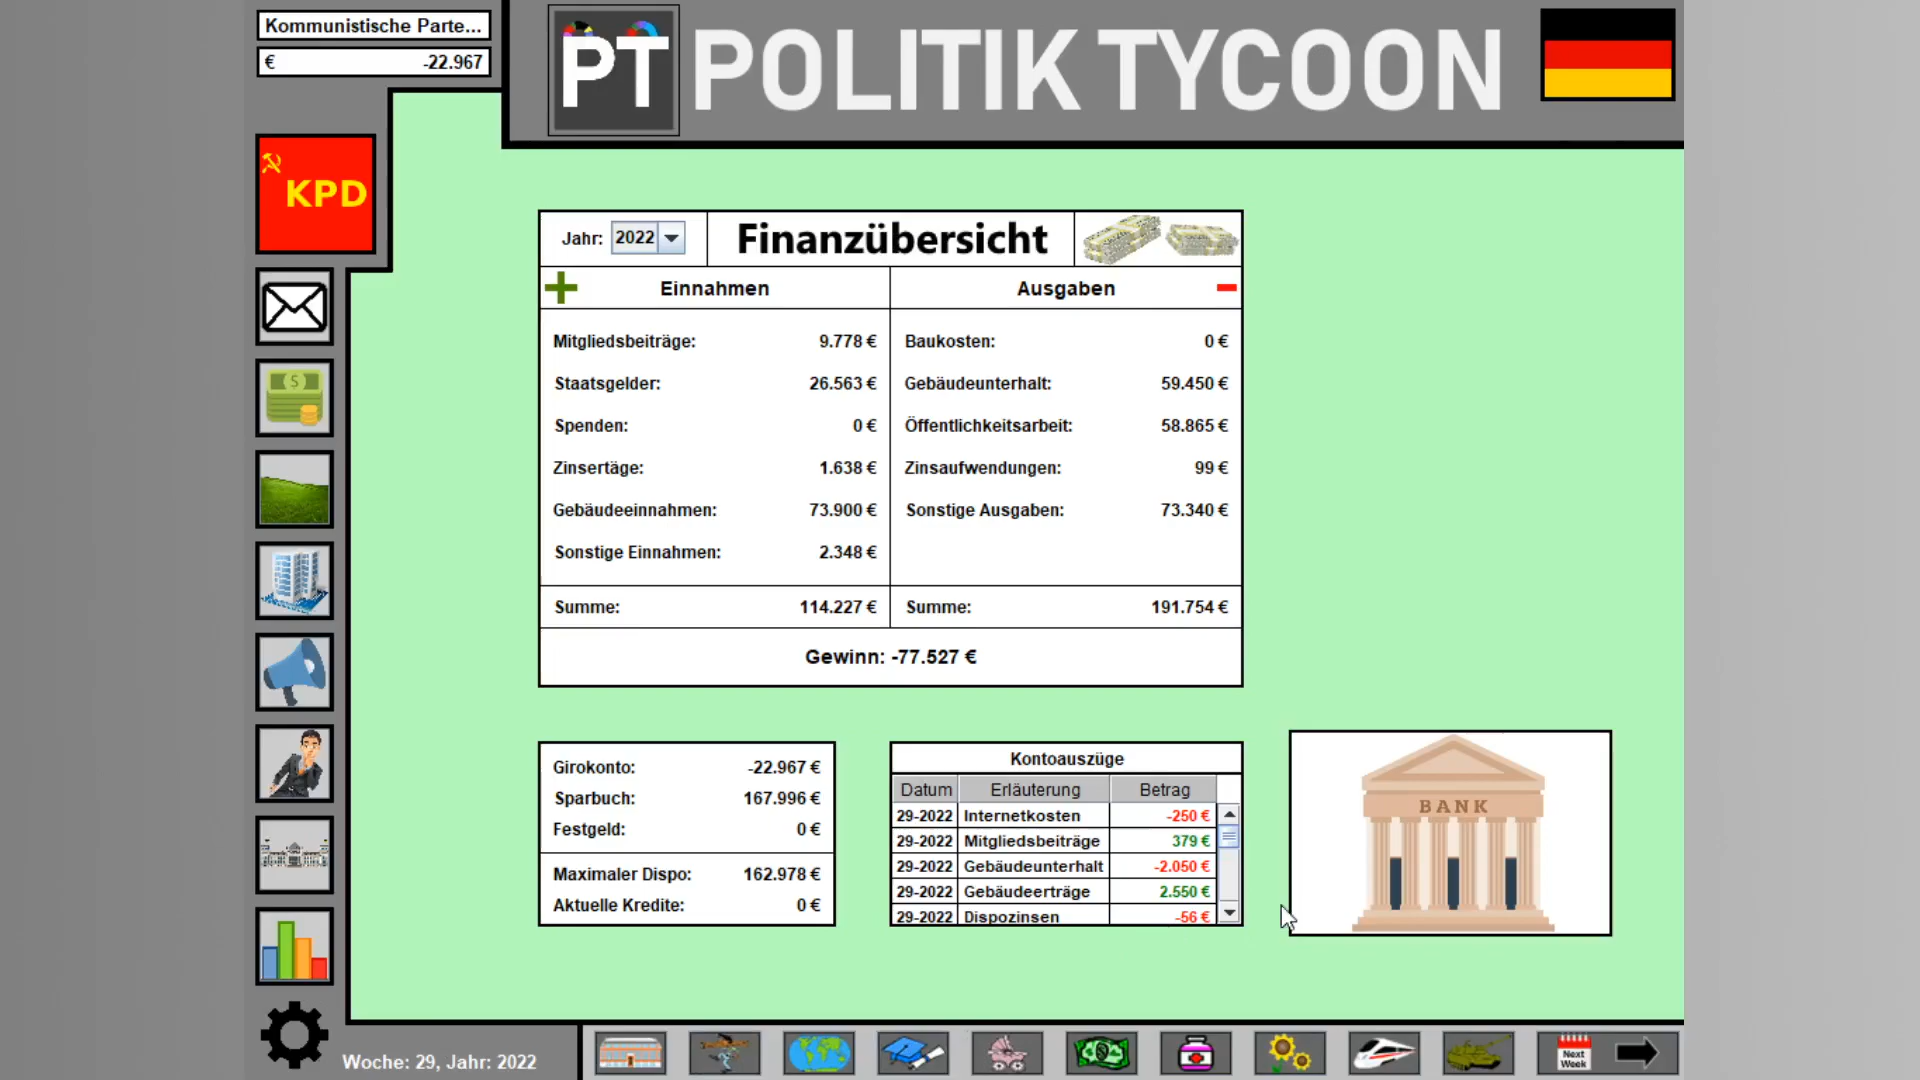 Kommunistische Parte...
€ -22.967
PT POLITIK TYCOON
KPD
Jahr: 2022 Finanzübersicht
Einnahmen Ausgaben
Mitgliedsbeiträge: 9.778 € Baukosten: 0 €
Staatsgelder: 26.563 € Gebäudeunterhalt: 59.450 €
Spenden: 0 € Öffentlichkeitsarbeit: 58.865 €
Zinsertäge: 1.638 € Zinsaufwendungen: 99 €
Gebäudeeinnahmen: 73.900 € Sonstige Ausgaben: 73.340 €
Sonstige Einnahmen: 2.348 €
Summe: 114.227 € Summe: 191.754 €
Gewinn: -77.527 €
Girokonto: -22.967 €
Sparbuch: 167.996 €
Festgeld: 0 €
Maximaler Dispo: 162.978 €
Aktuelle Kredite: 0 €
Kontoauszüge
Datum Erläuterung Betrag
29-2022 Internetkosten -250 €
29-2022 Mitgliedsbeiträge 379 €
29-2022 Gebäudeunterhalt -2.050 €
29-2022 Gebäudeerträge 2.550 €
29-2022 Dispozinsen -56 €
BANK
Woche: 29, Jahr: 2022
Next
Week